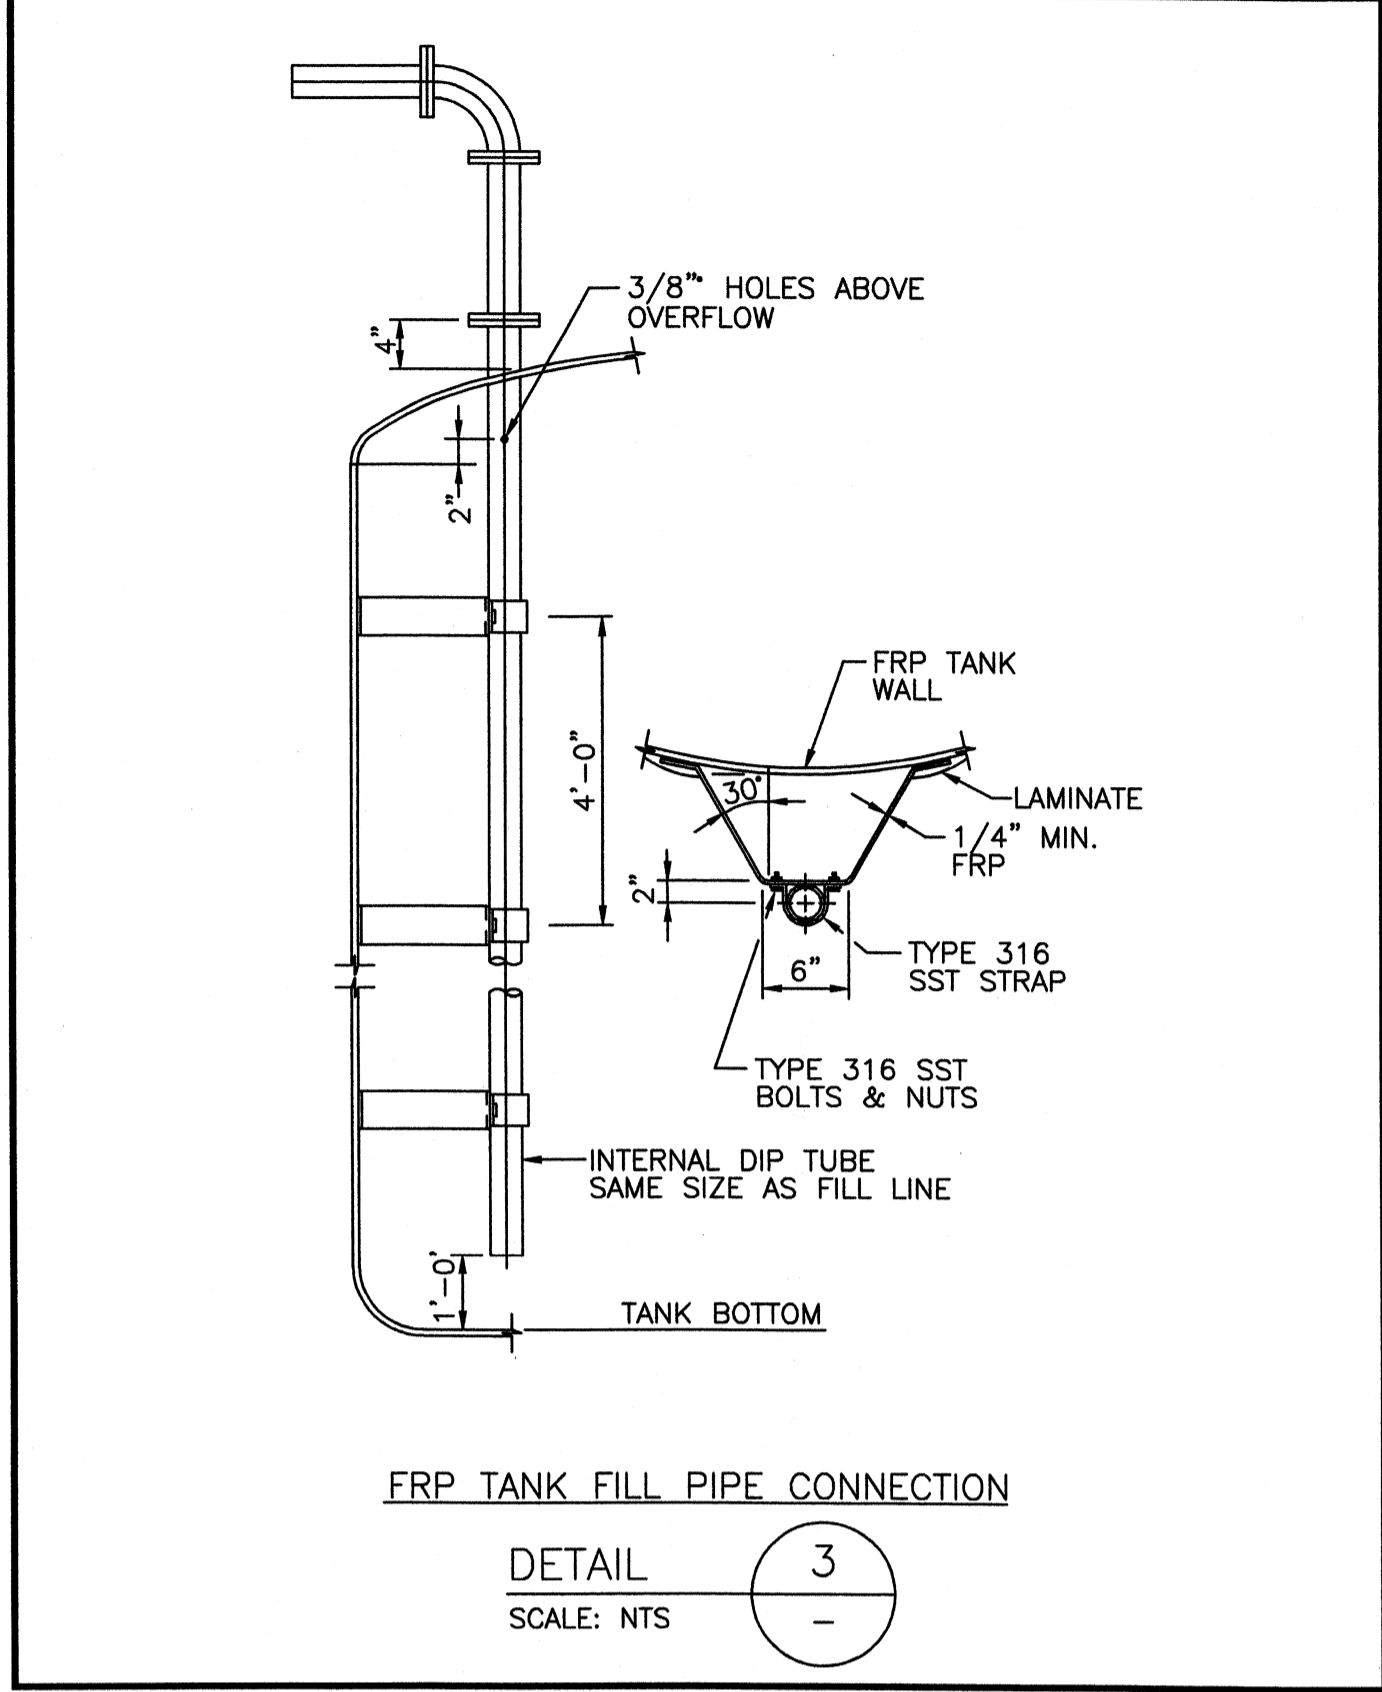 3/8" HOLES ABOVE
OVERFLOW
4"
2"
4'-0"
FRP TANK
WALL
30°
LAMINATE
1/4" MIN.
FRP
2"
6"
TYPE 316
SST STRAP
TYPE 316 SST
BOLTS & NUTS
INTERNAL DIP TUBE
SAME SIZE AS FILL LINE
1'-0'
TANK BOTTOM
FRP TANK FILL PIPE CONNECTION
DETAIL
3
SCALE: NTS
–